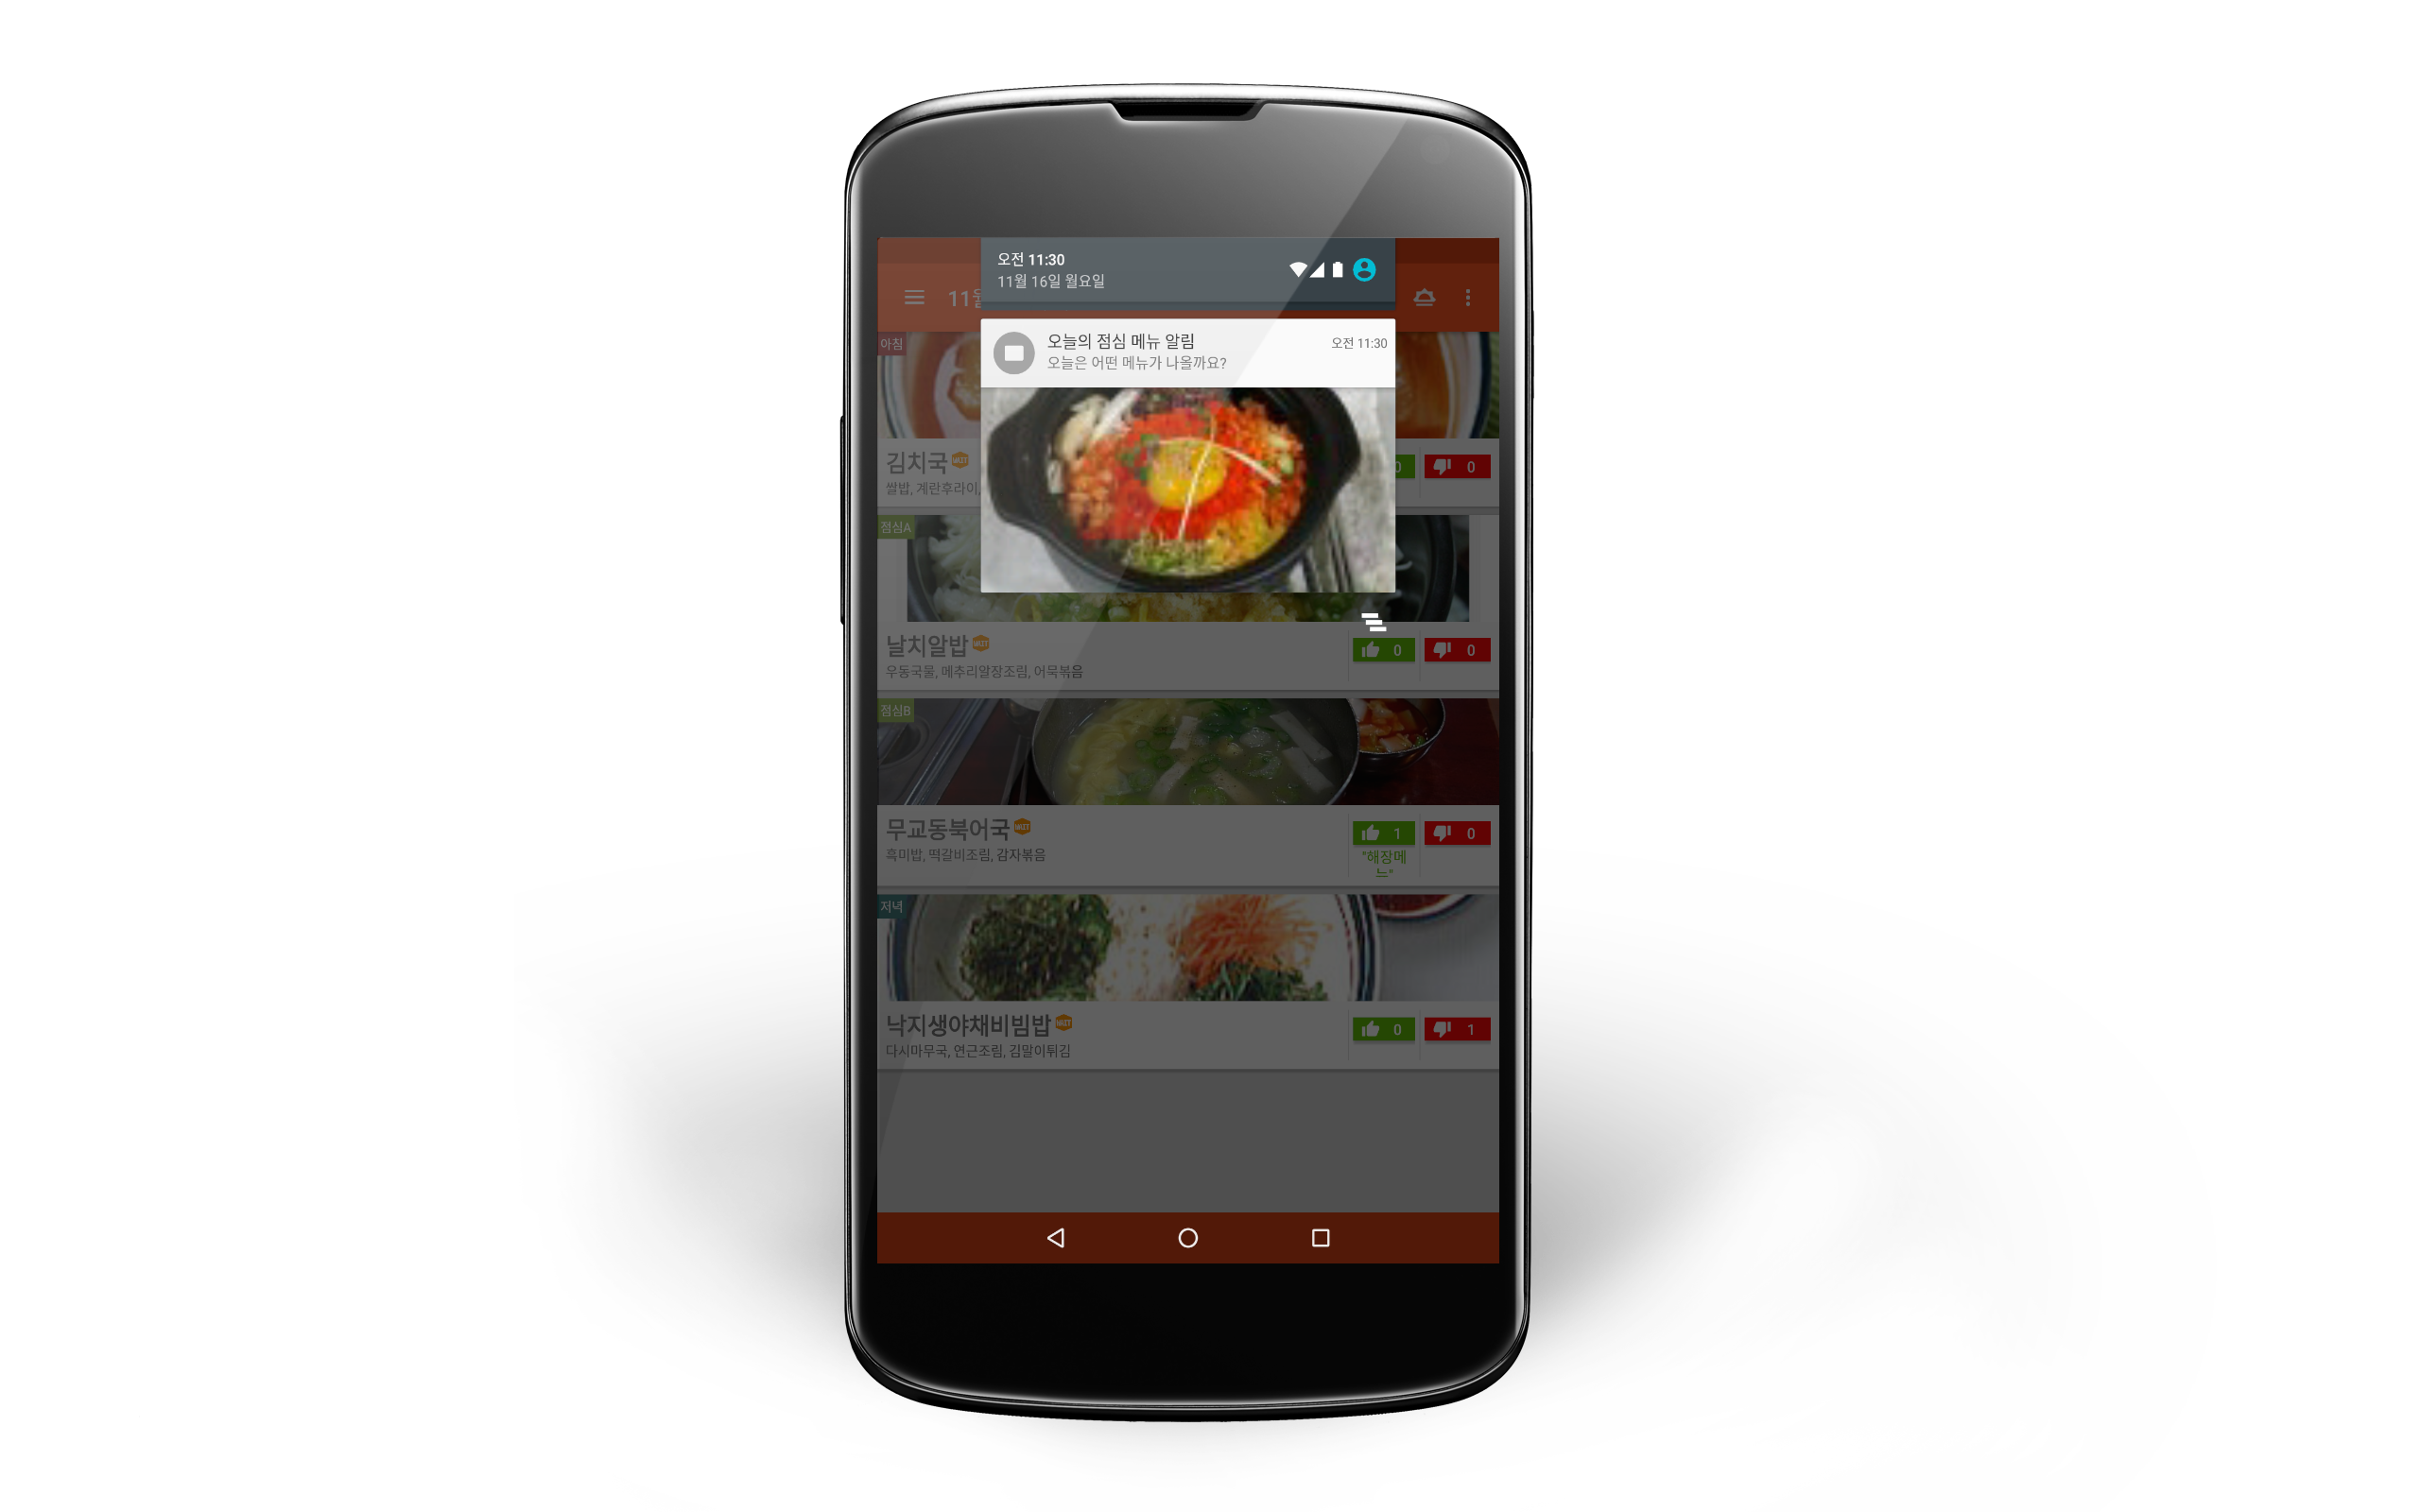 오전 11:30
11월 16일 월요일
11월
오늘의 점심 메뉴 알림
오전 11:30
오늘은 어떤 메뉴가 나올까요?
아침
김치국
0
0
쌀밥, 계란후라이,
점심A
날치알밥
0
0
우동국물, 메추리알장조림, 어묵볶음
점심B
무교동북어국
1
0
흑미밥, 떡갈비조림, 감자볶음
"해장메
뉴"
저녁
낙지생야채비빔밥
0
1
다시마무국, 연근조림, 김말이튀김